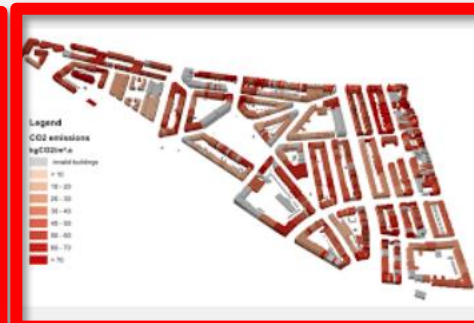 Legend
CO2 emissions
kgCO2/m².a
invalid buildings
< 10
10 - 20
20 - 30
30 - 40
40 - 50
50 - 60
60 - 70
> 70